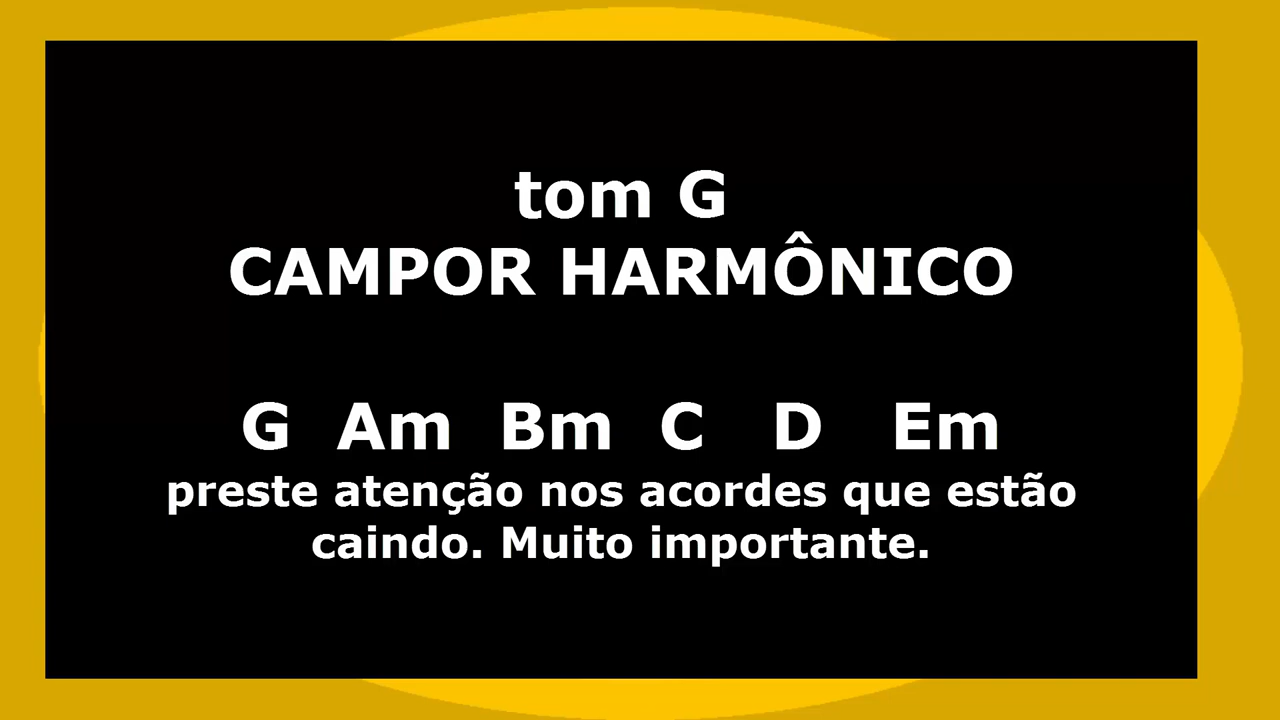 tom G
CAMPOR HARMÔNICO
G Am Bm C D Em
preste atenção nos acordes que estão
caindo. Muito importante.